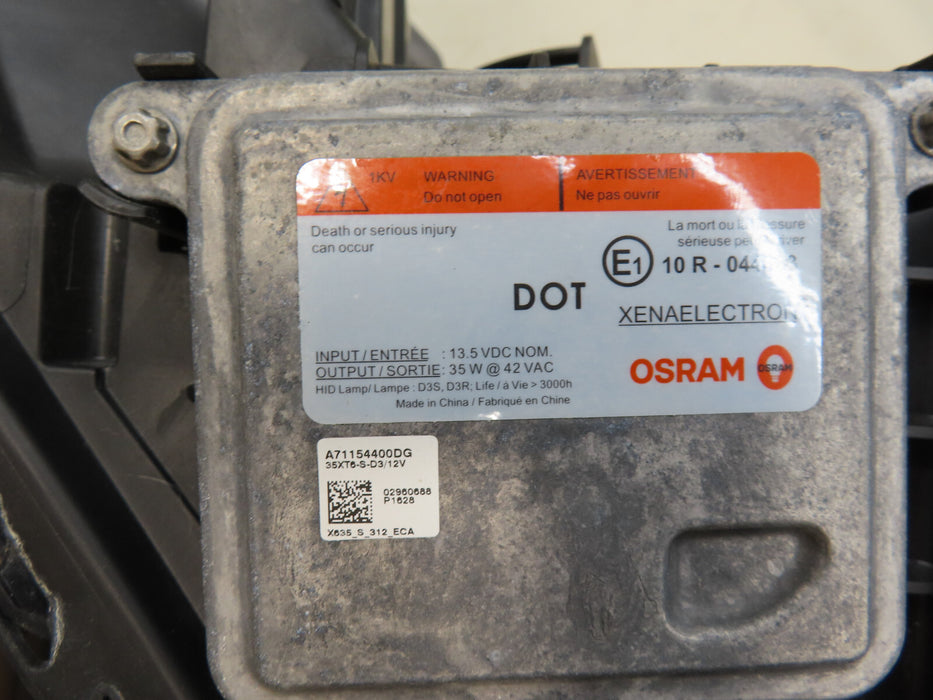 1KV WARNING AVERTISSEMENT
Do not open Ne pas ouvrir
Death or serious injury
can occur
La mort ou la
sérieuse
E1 10 R -
DOT
XENAELECTRON
INPUT / ENTRÉE : 13.5 VDC NOM.
OUTPUT / SORTIE: 35 W @ 42 VAC
HID Lamp/ Lampe : D3S, D3R; Life / à Vie > 3000h
Made in China / Fabriqué en Chine
OSRAM OSRAM
A71154400DG
35XT6-S-D3/12V
02960688
P1628
X635_S_312_ECA